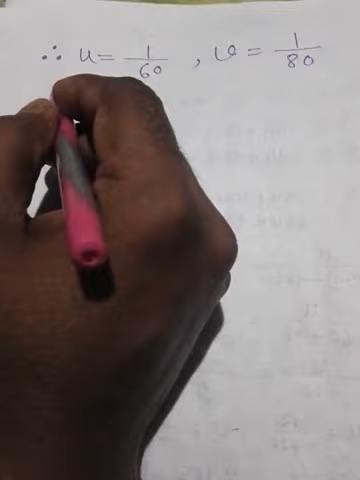 ∴ u = 1/60 , v = 1/80